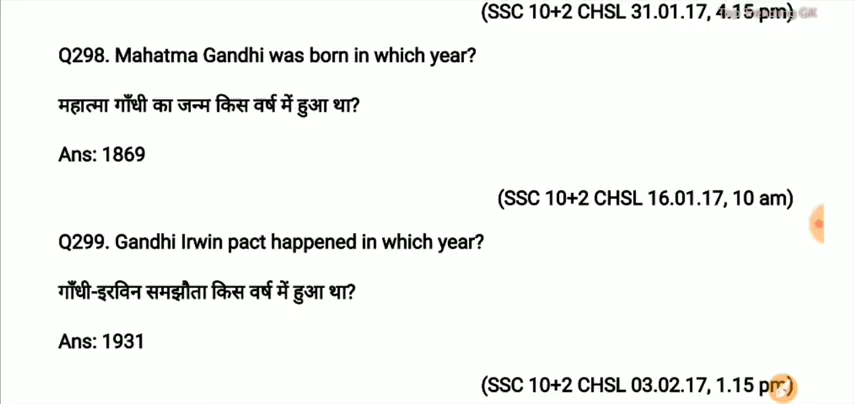 (SSC 10+2 CHSL 31.01.17, 4.15 pm) GK
Q298. Mahatma Gandhi was born in which year?
महात्मा गाँधी का जन्म किस वर्ष में हुआ था?
Ans: 1869
(SSC 10+2 CHSL 16.01.17, 10 am)
Q299. Gandhi Irwin pact happened in which year?
गाँधी-इरविन समझौता किस वर्ष में हुआ था?
Ans: 1931
(SSC 10+2 CHSL 03.02.17, 1.15 pm)